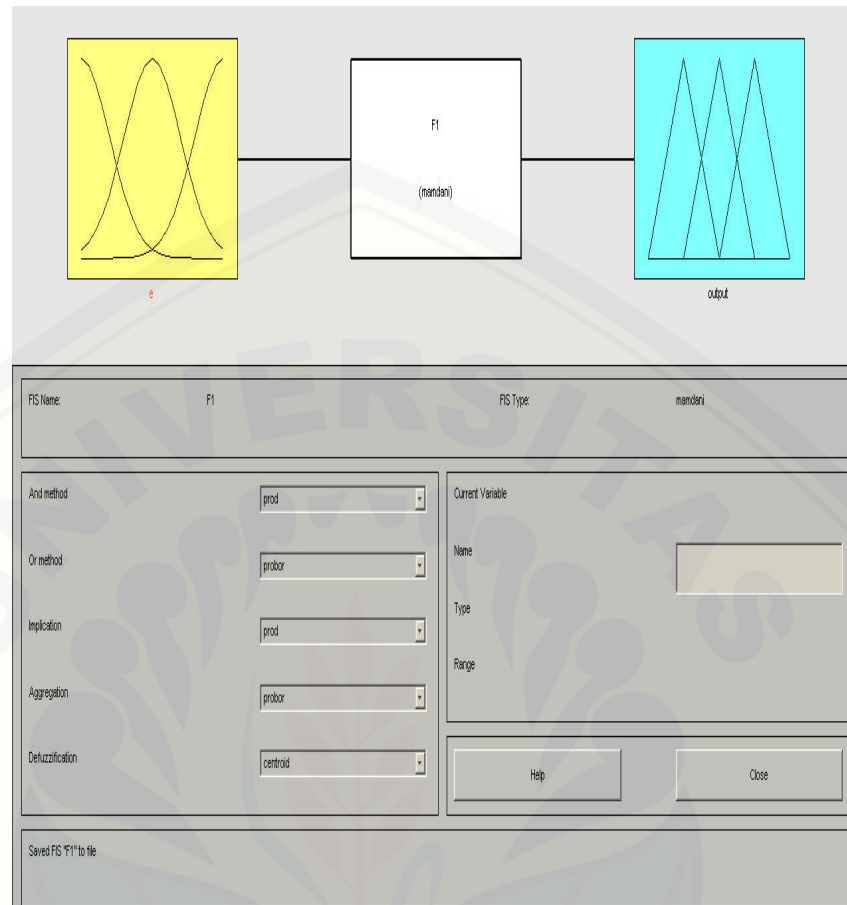 F1
(mamdani)
e
output
FIS Name: F1 FIS Type: mamdani
And method prod
Or method probor
Implication prod
Aggregation probor
Defuzzification centroid
Current Variable
Name
Type
Range
Help Close
Saved FIS "F1" to file
UNIVERSITAS